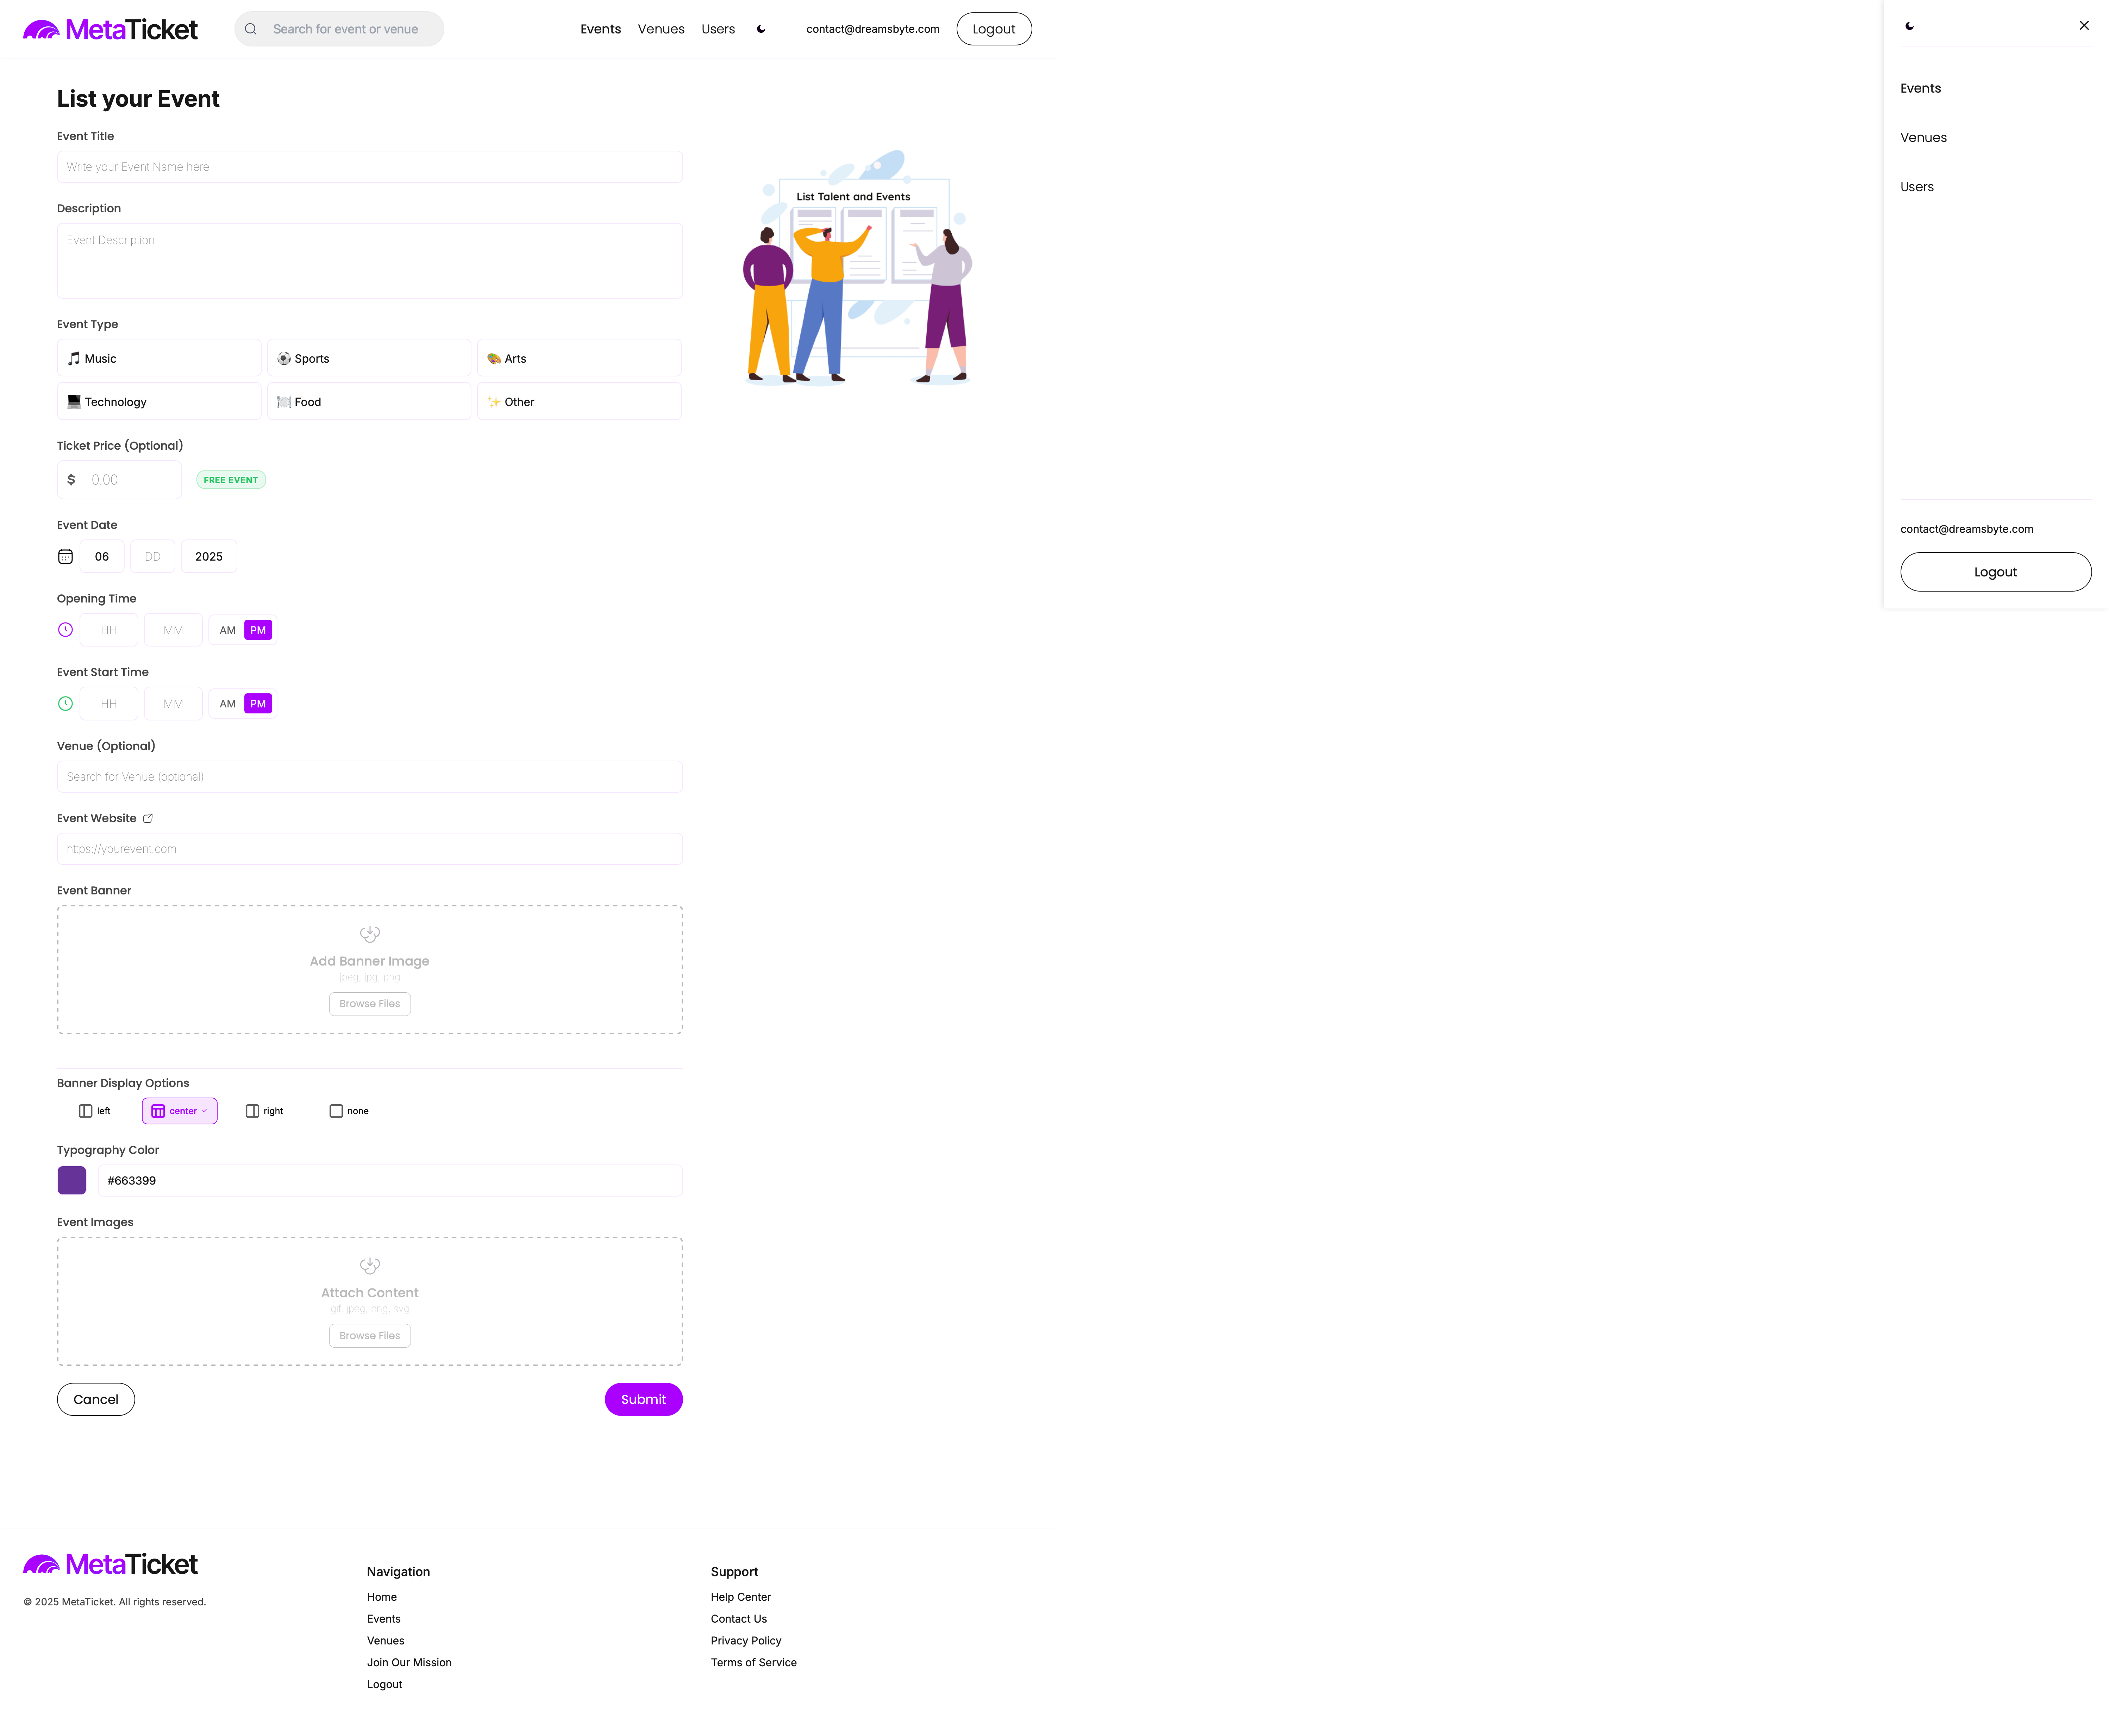 MetaTicket
Search for event or venue
Events
Venues
Users
contact@dreamsbyte.com
Logout
List your Event
Event Title
Write your Event Name here
Description
Event Description
Event Type
🎵 Music
⚽ Sports
🎨 Arts
💻 Technology
🍽️ Food
✨ Other
Ticket Price (Optional)
$ 0.00
FREE EVENT
Event Date
06 DD 2025
Opening Time
HH MM AM PM
Event Start Time
HH MM AM PM
Venue (Optional)
Search for Venue (optional)
Event Website
https://yourevent.com
Event Banner
Add Banner Image
jpeg, jpg, png
Browse Files
Banner Display Options
left
center
right
none
Typography Color
#663399
Event Images
Attach Content
gif, jpeg, png, svg
Browse Files
Cancel
Submit
List Talent and Events
MetaTicket
© 2025 MetaTicket. All rights reserved.
Navigation
Home
Events
Venues
Join Our Mission
Logout
Support
Help Center
Contact Us
Privacy Policy
Terms of Service
Events
Venues
Users
contact@dreamsbyte.com
Logout